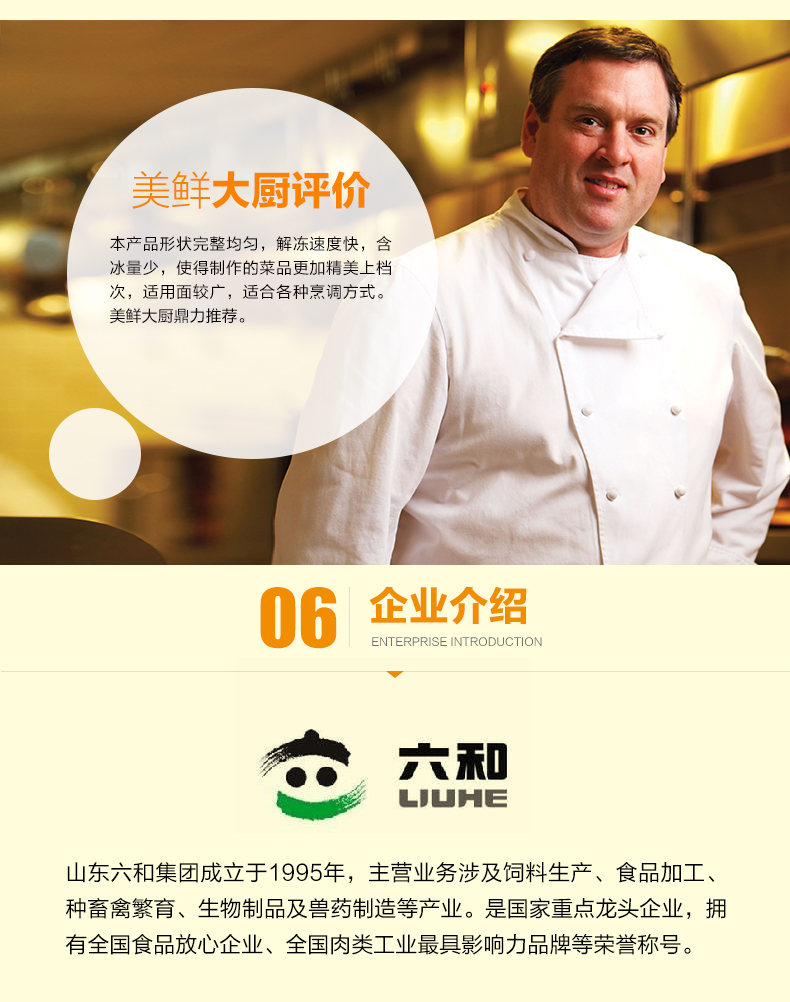 美鲜大厨评价
本产品形状完整均匀，解冻速度快，含
冰量少，使得制作的菜品更加精美上档
次，适用面较广，适合各种烹调方式。
美鲜大厨鼎力推荐。
06 企业介绍
ENTERPRISE INTRODUCTION
六和
LIUHE
山东六和集团成立于1995年，主营业务涉及饲料生产、食品加工、
种畜禽繁育、生物制品及兽药制造等产业。是国家重点龙头企业，拥
有全国食品放心企业、全国肉类工业最具影响力品牌等荣誉称号。